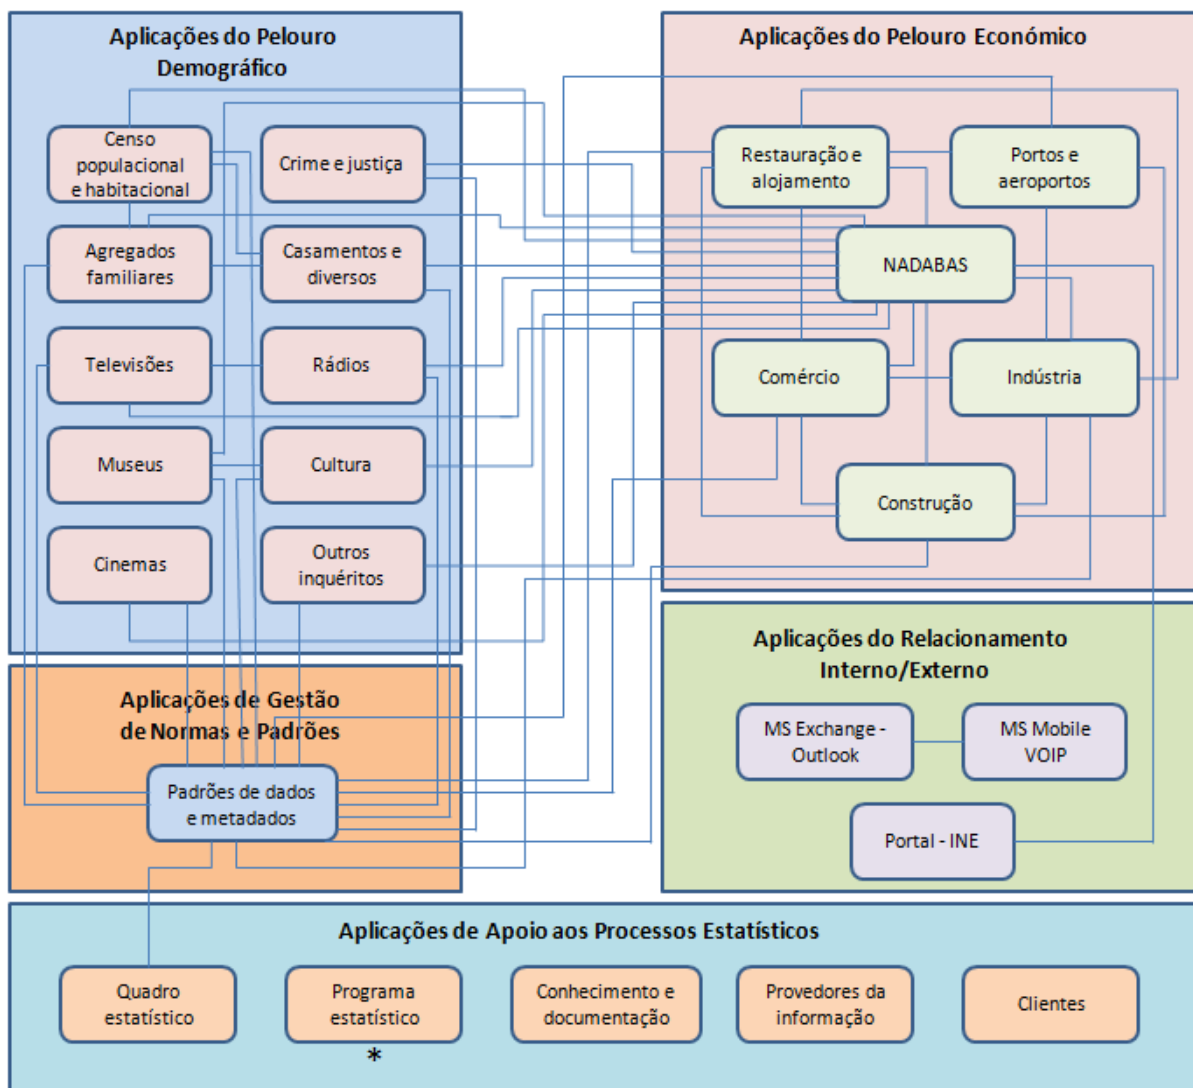 Aplicações do Pelouro
Demográfico
Censo
populacional
e habitacional
Crime e justiça
Agregados
familiares
Casamentos e
diversos
Televisões
Rádios
Museus
Cultura
Cinemas
Outros
inquéritos
Aplicações do Pelouro Económico
Restauração e
alojamento
Portos e
aeroportos
NADABAS
Comércio
Indústria
Construção
Aplicações de Gestão
de Normas e Padrões
Padrões de dados
e metadados
Aplicações do Relacionamento
Interno/Externo
MS Exchange -
Outlook
MS Mobile
VOIP
Portal - INE
Aplicações de Apoio aos Processos Estatísticos
Quadro
estatístico
Programa
estatístico
*
Conhecimento e
documentação
Provedores da
informação
Clientes